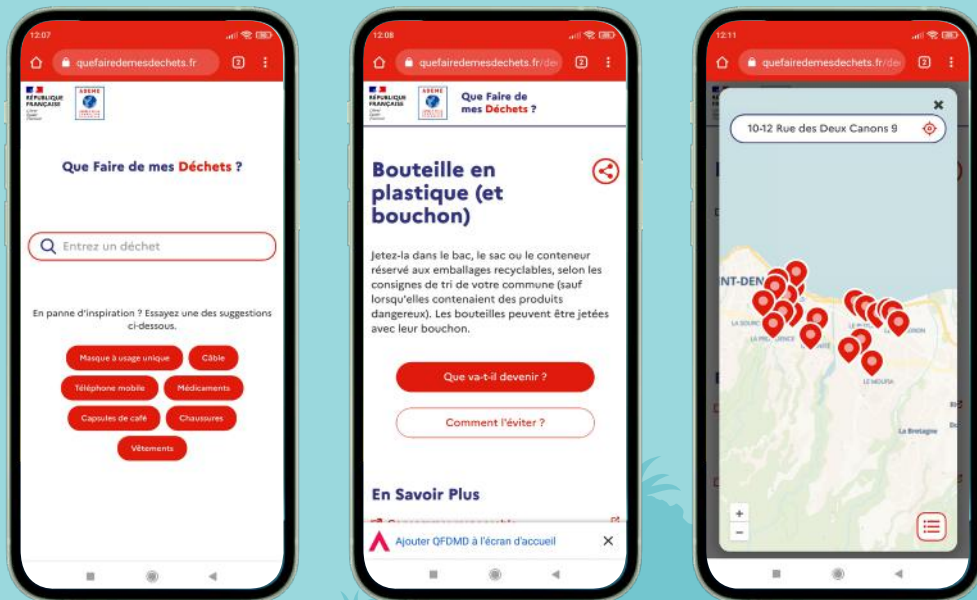 12:07
quefairedemesdechets.fr
2
RÉPUBLIQUE
FRANÇAISE
ADEME
Que Faire de mes Déchets ?
Entrez un déchet
En panne d'inspiration ? Essayez une des suggestions
ci-dessous.
Masque à usage unique
Câble
Téléphone mobile
Médicaments
Capsules de café
Chaussures
Vêtements
12:08
quefairedemesdechets.fr/de
2
RÉPUBLIQUE
FRANÇAISE
ADEME
Que Faire de
mes Déchets ?
Bouteille en
plastique (et
bouchon)
Jetez-la dans le bac, le sac ou le conteneur
réservé aux emballages recyclables, selon les
consignes de tri de votre commune (sauf
lorsqu'elles contenaient des produits
dangereux). Les bouteilles peuvent être jetées
avec leur bouchon.
Que va-t-il devenir ?
Comment l'éviter ?
En Savoir Plus
Ajouter QFDMD à l'écran d'accueil
12:11
quefairedemesdechets.fr/de
2
10-12 Rue des Deux Canons 9
INT-DEN
LE MOUFIA
La Bretagne
+
-